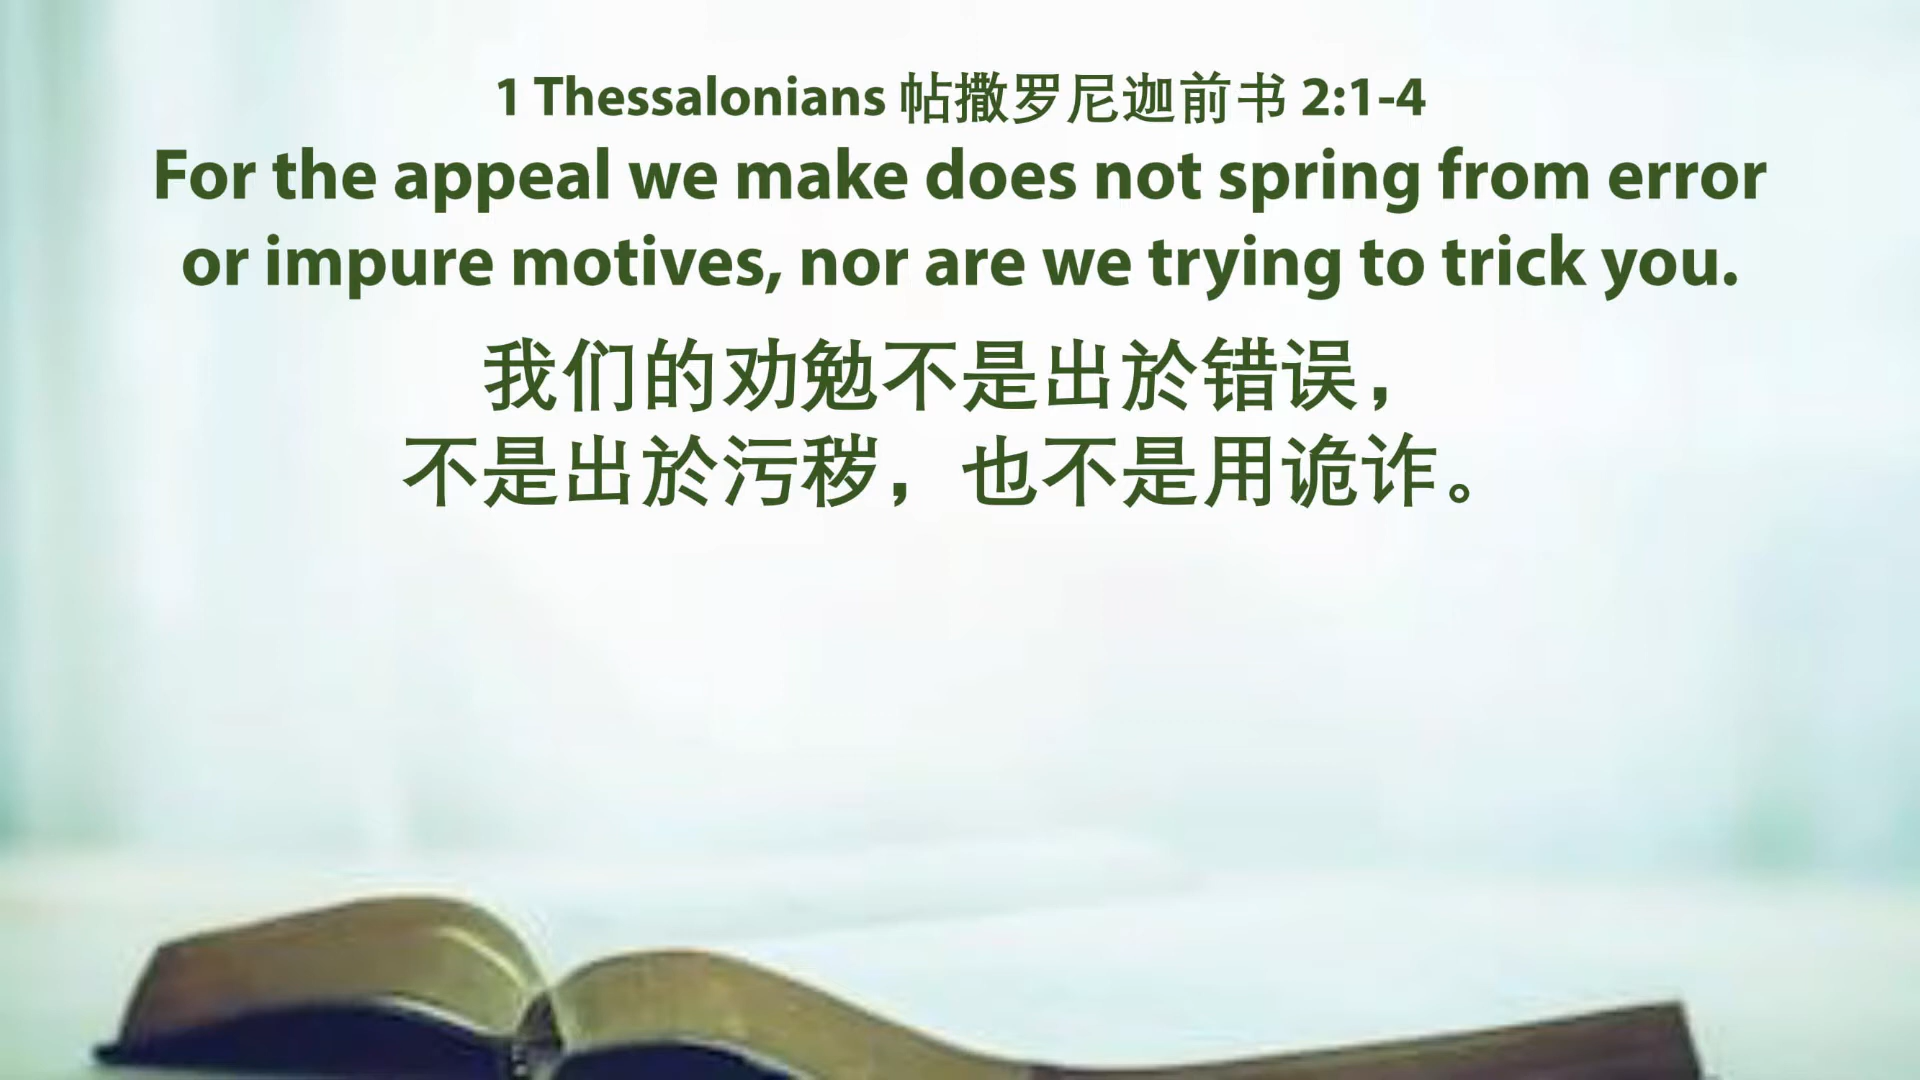 1 Thessalonians 帖撒罗尼迦前书 2:1-4
For the appeal we make does not spring from error
or impure motives, nor are we trying to trick you.
我们的劝勉不是出於错误，
不是出於污秽，也不是用诡诈。